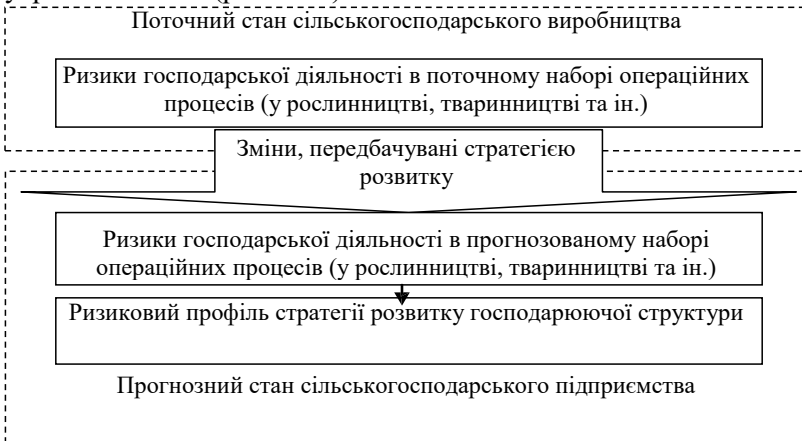 Поточний стан сільськогосподарського виробництва
Ризики господарської діяльності в поточному наборі операційних
процесів (у рослинництві, тваринництві та ін.)
Зміни, передбачувані стратегією
розвитку
Ризики господарської діяльності в прогнозованому наборі
операційних процесів (у рослинництві, тваринництві та ін.)
Ризиковий профіль стратегії розвитку господарюючої структури
Прогнозний стан сільськогосподарського підприємства